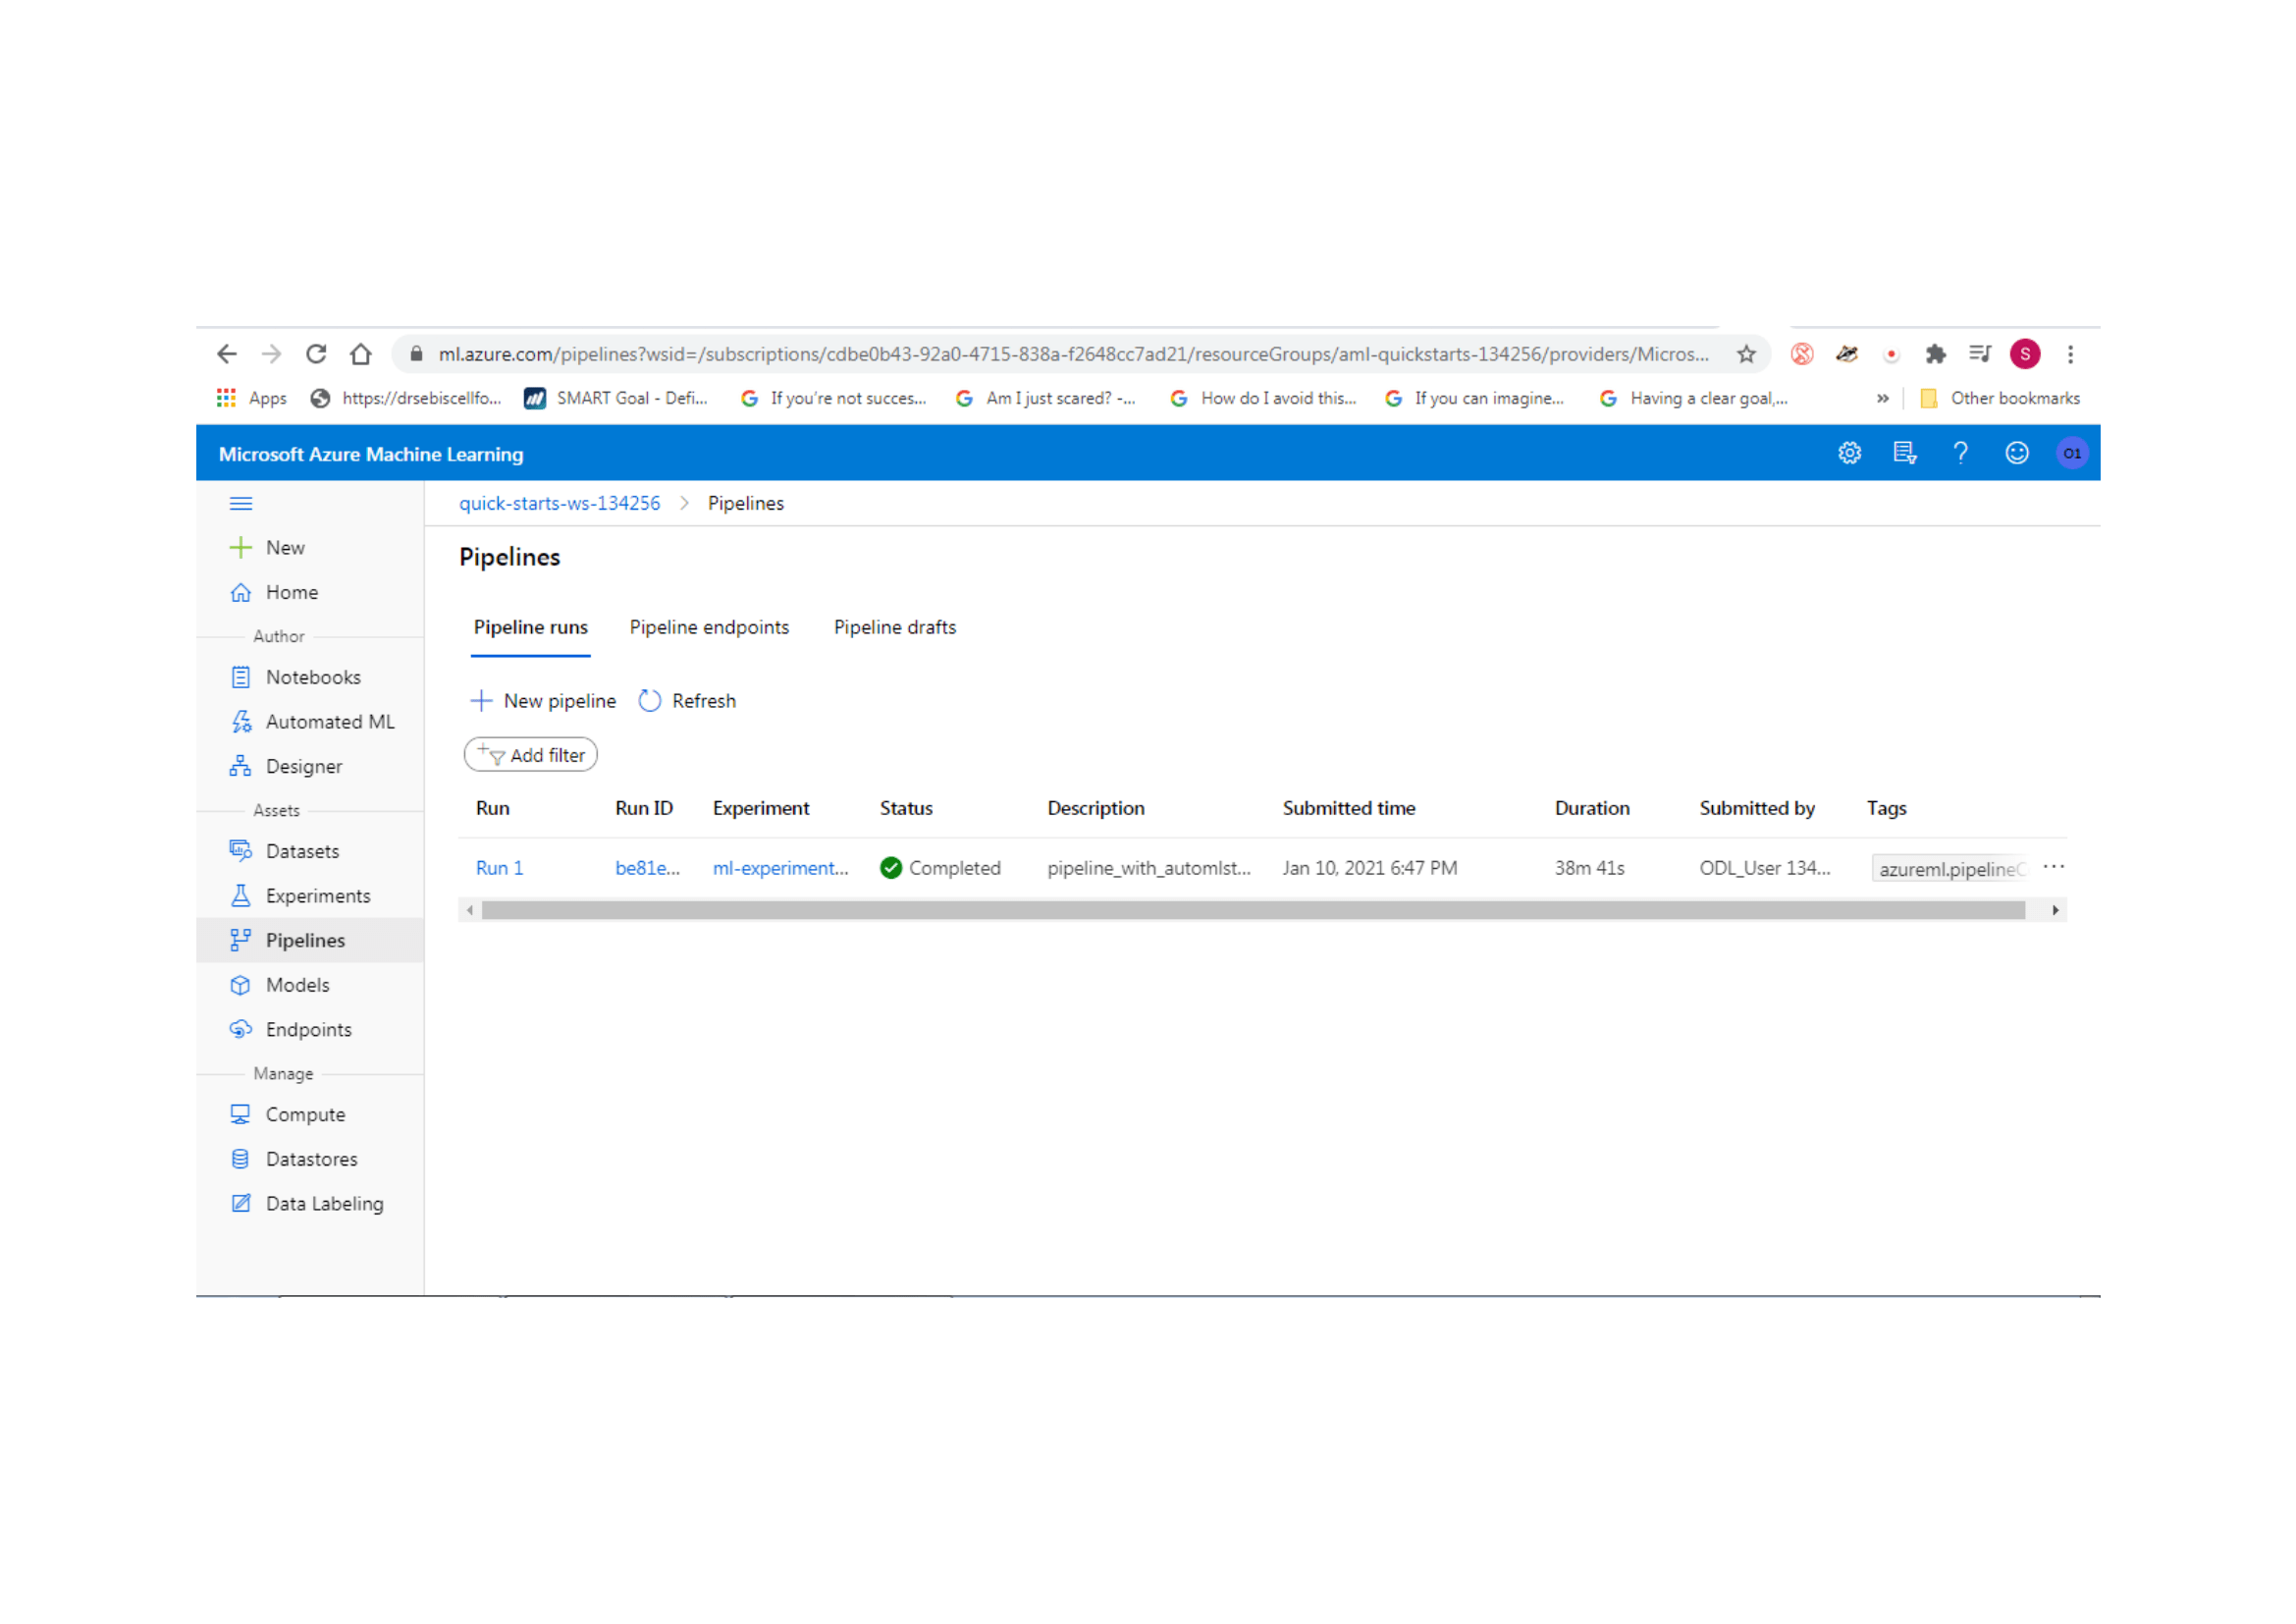 ml.azure.com/pipelines?wsid=/subscriptions/cdbe0b43-92a0-4715-838a-f2648cc7ad21/resourceGroups/aml-quickstarts-134256/providers/Micros...
S
Apps https://drsebiscellfo... SMART Goal - Defi... If you're not succes... Am I just scared? -... How do I avoid this... If you can imagine... Having a clear goal,... » Other bookmarks
Microsoft Azure Machine Learning ? O1
quick-starts-ws-134256 > Pipelines
New
Home
Author
Notebooks
Automated ML
Designer
Assets
Datasets
Experiments
Pipelines
Models
Endpoints
Manage
Compute
Datastores
Data Labeling
Pipelines
Pipeline runs Pipeline endpoints Pipeline drafts
New pipeline Refresh
Add filter
Run Run ID Experiment Status Description Submitted time Duration Submitted by Tags
Run 1 be81e... ml-experiment... Completed pipeline_with_automlst... Jan 10, 2021 6:47 PM 38m 41s ODL_User 134... azureml.pipelineC ...